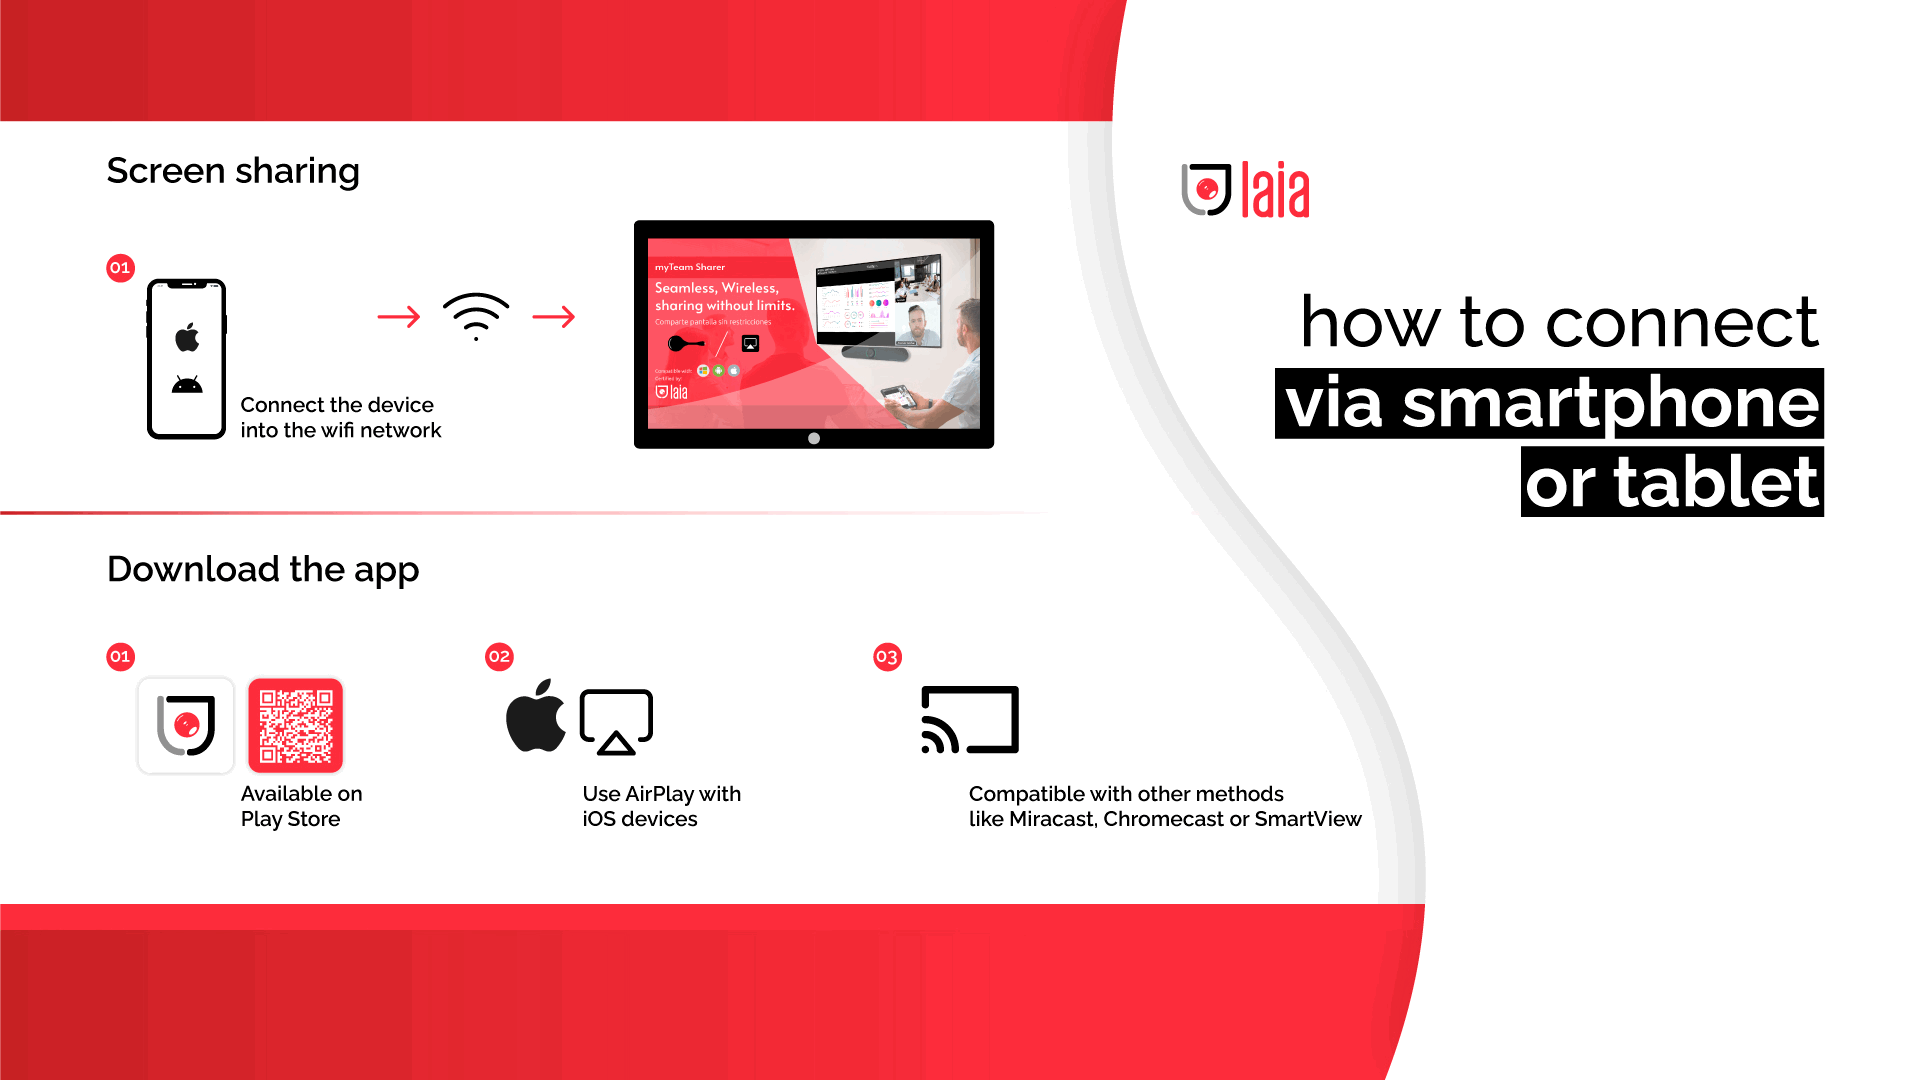 Screen sharing
01
Connect the device
into the wifi network
myTeam Sharer
Seamless, Wireless,
sharing without limits.
Comparte pantalla sin restricciones
Compatible with:
Certified by:
laia
Download the app
01
Available on
Play Store
02
Use AirPlay with
iOS devices
03
Compatible with other methods
like Miracast, Chromecast or SmartView
laia
how to connect
via smartphone
or tablet